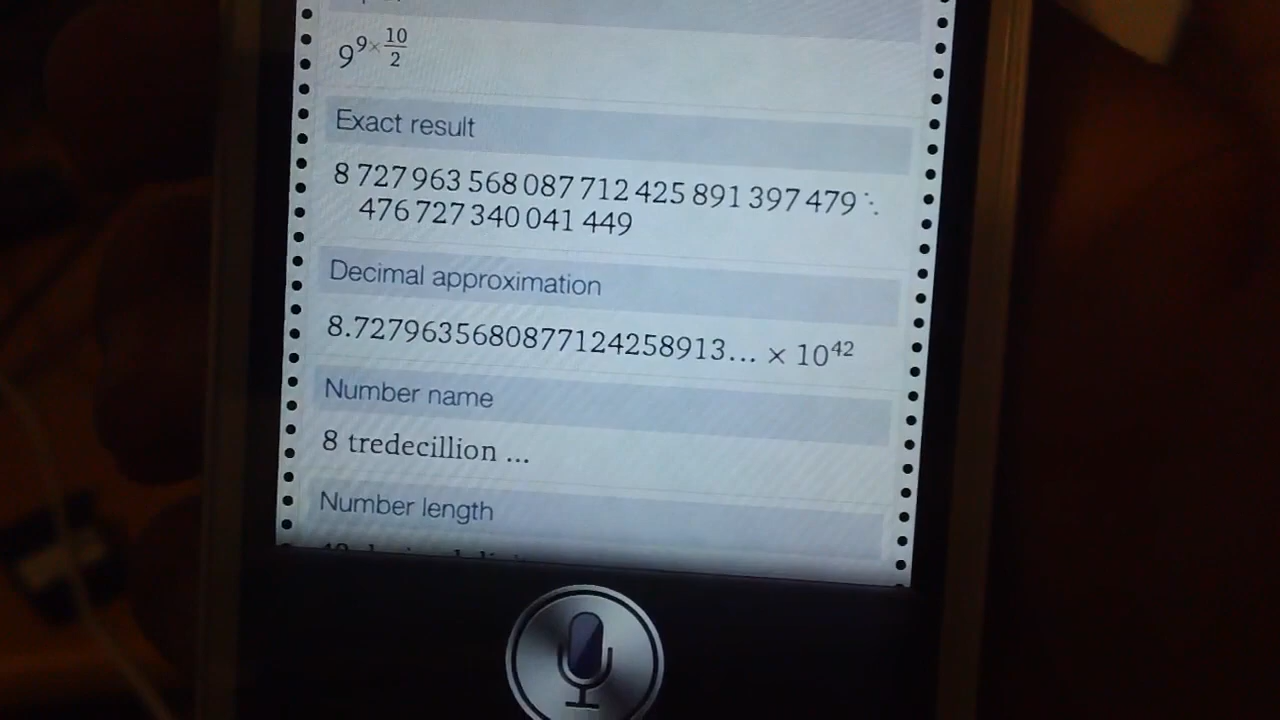 9^9×10/2
Exact result
8 727 963 568 087 712 425 891 397 479⋱
476 727 340 041 449
Decimal approximation
8.7279635680877124258913... × 10^42
Number name
8 tredecillion ...
Number length